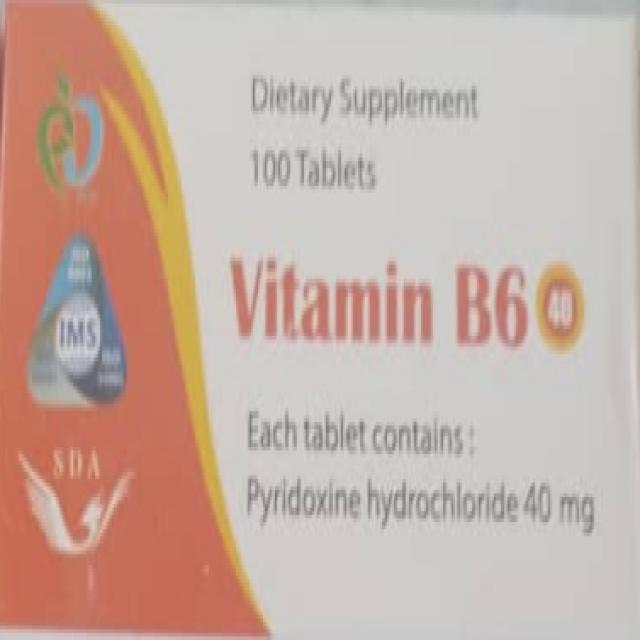 Dietary Supplement
100 Tablets
Vitamin B6 40
Each tablet contains :
Pyridoxine hydrochloride 40 mg
IMS
SDA